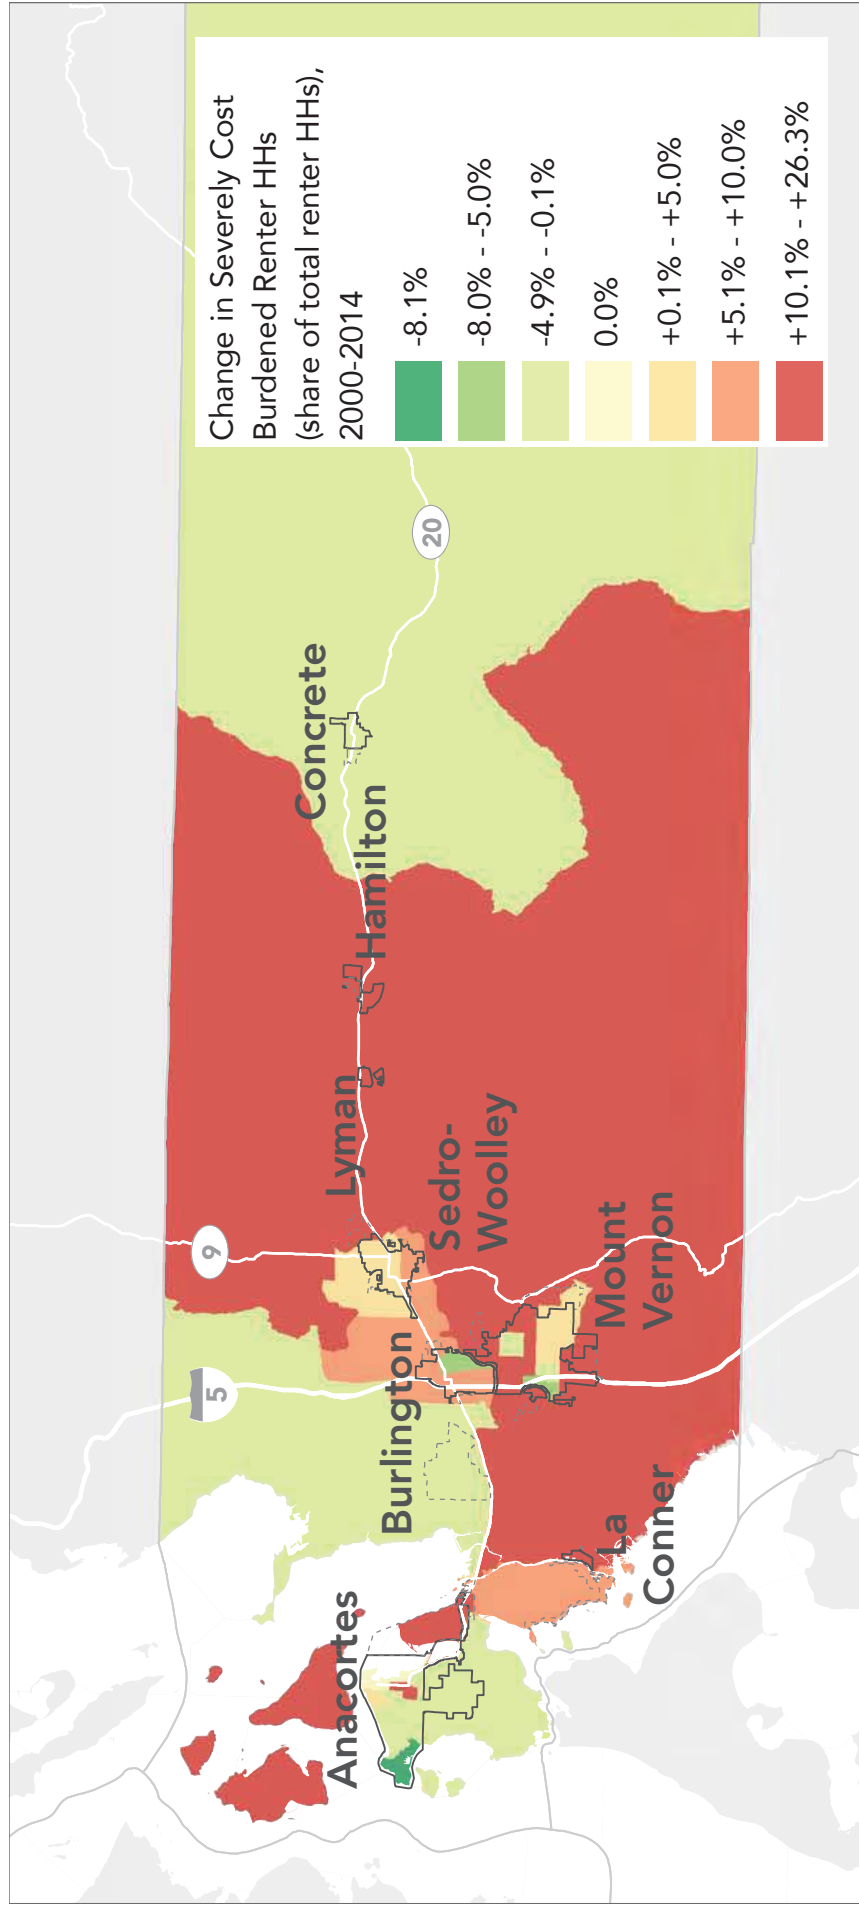 Change in Severely Cost
Burdened Renter HHs
(share of total renter HHs),
2000-2014
-8.1%
-8.0% - -5.0%
-4.9% - -0.1%
0.0%
+0.1% - +5.0%
+5.1% - +10.0%
+10.1% - +26.3%
Anacortes
Burlington
La
Conner
5
9
Lyman
Sedro-
Woolley
Mount
Vernon
Hamilton
Concrete
20